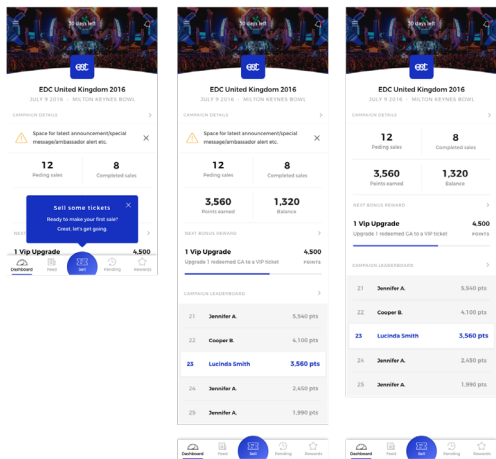 30 days left
edc
EDC United Kingdom 2016
JULY 9 2016 - MILTON KEYNES BOWL
CAMPAIGN DETAILS
Space for latest announcement/special
message/ambassador alert etc.
12
8
Peding sales
Completed sales
Sell some tickets
Ready to make your first sale?
Great, let's get going.
NEXT
1 Vip Upgrade
4,500
Dashboard
Feed
Sell
Pending
Rewards
30 days left
edc
EDC United Kingdom 2016
JULY 9 2016 - MILTON KEYNES BOWL
CAMPAIGN DETAILS
Space for latest announcement/special
message/ambassador alert etc.
12
8
Peding sales
Completed sales
3,560
1,320
Points earned
Balance
NEXT BONUS REWARD
1 Vip Upgrade
4,500
Upgrade 1 redeemed GA to a VIP ticket
POINTS
CAMPAIGN LEADERBOARD
21 Jennifer A. 5,540 pts
22 Cooper B. 4,100 pts
23 Lucinda Smith 3,560 pts
24 Jennifer A. 2,450 pts
25 Jennifer A. 1,990 pts
Dashboard
Feed
Sell
Pending
Rewards
30 days left
edc
EDC United Kingdom 2016
JULY 9 2016 - MILTON KEYNES BOWL
CAMPAIGN DETAILS
12
8
Peding sales
Completed sales
3,560
1,320
Points earned
Balance
NEXT BONUS REWARD
1 Vip Upgrade
4,500
Upgrade 1 redeemed GA to a VIP ticket
POINTS
CAMPAIGN LEADERBOARD
21 Jennifer A. 5,540 pts
22 Cooper B. 4,100 pts
23 Lucinda Smith 3,560 pts
24 Jennifer A. 2,450 pts
25 Jennifer A. 1,990 pts
Dashboard
Feed
Sell
Pending
Rewards